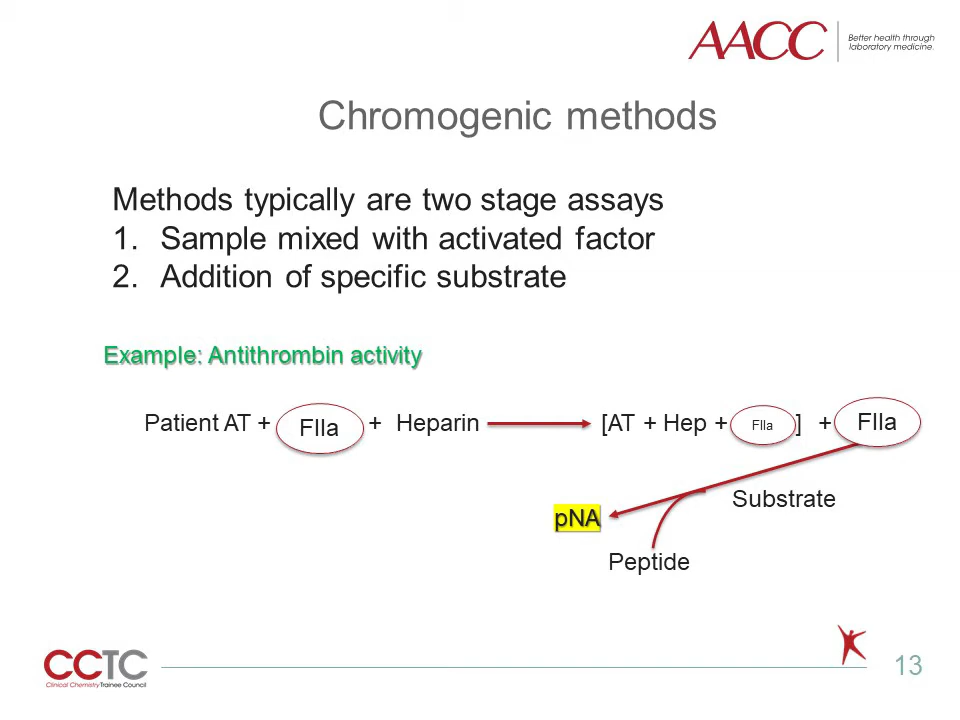 AACC
Better health through
laboratory medicine.
Chromogenic methods
Methods typically are two stage assays
1. Sample mixed with activated factor
2. Addition of specific substrate
Example: Antithrombin activity
Patient AT + FIIa + Heparin [AT + Hep + FIIa ] + FIIa
Substrate
pNA
Peptide
CCTC
Clinical Chemistry Trainee Council
13